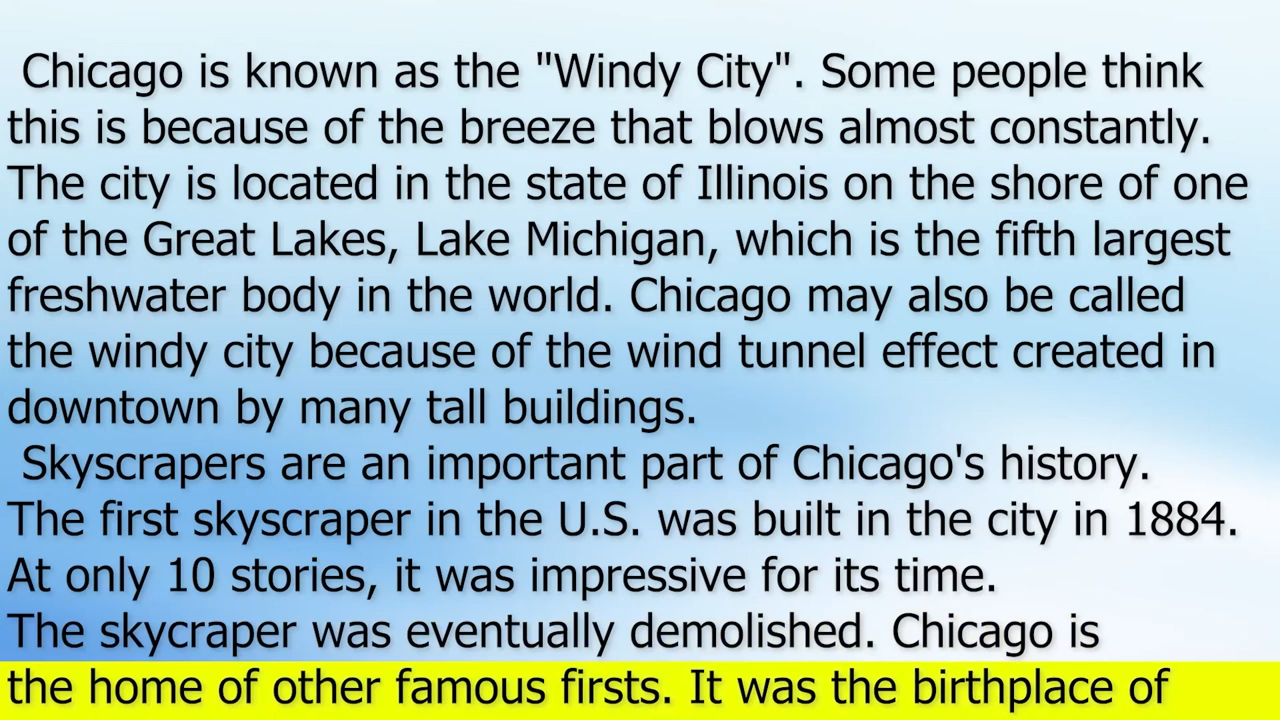 Chicago is known as the "Windy City". Some people think
this is because of the breeze that blows almost constantly.
The city is located in the state of Illinois on the shore of one
of the Great Lakes, Lake Michigan, which is the fifth largest
freshwater body in the world. Chicago may also be called
the windy city because of the wind tunnel effect created in
downtown by many tall buildings.
Skyscrapers are an important part of Chicago's history.
The first skyscraper in the U.S. was built in the city in 1884.
At only 10 stories, it was impressive for its time.
The skycraper was eventually demolished. Chicago is
the home of other famous firsts. It was the birthplace of